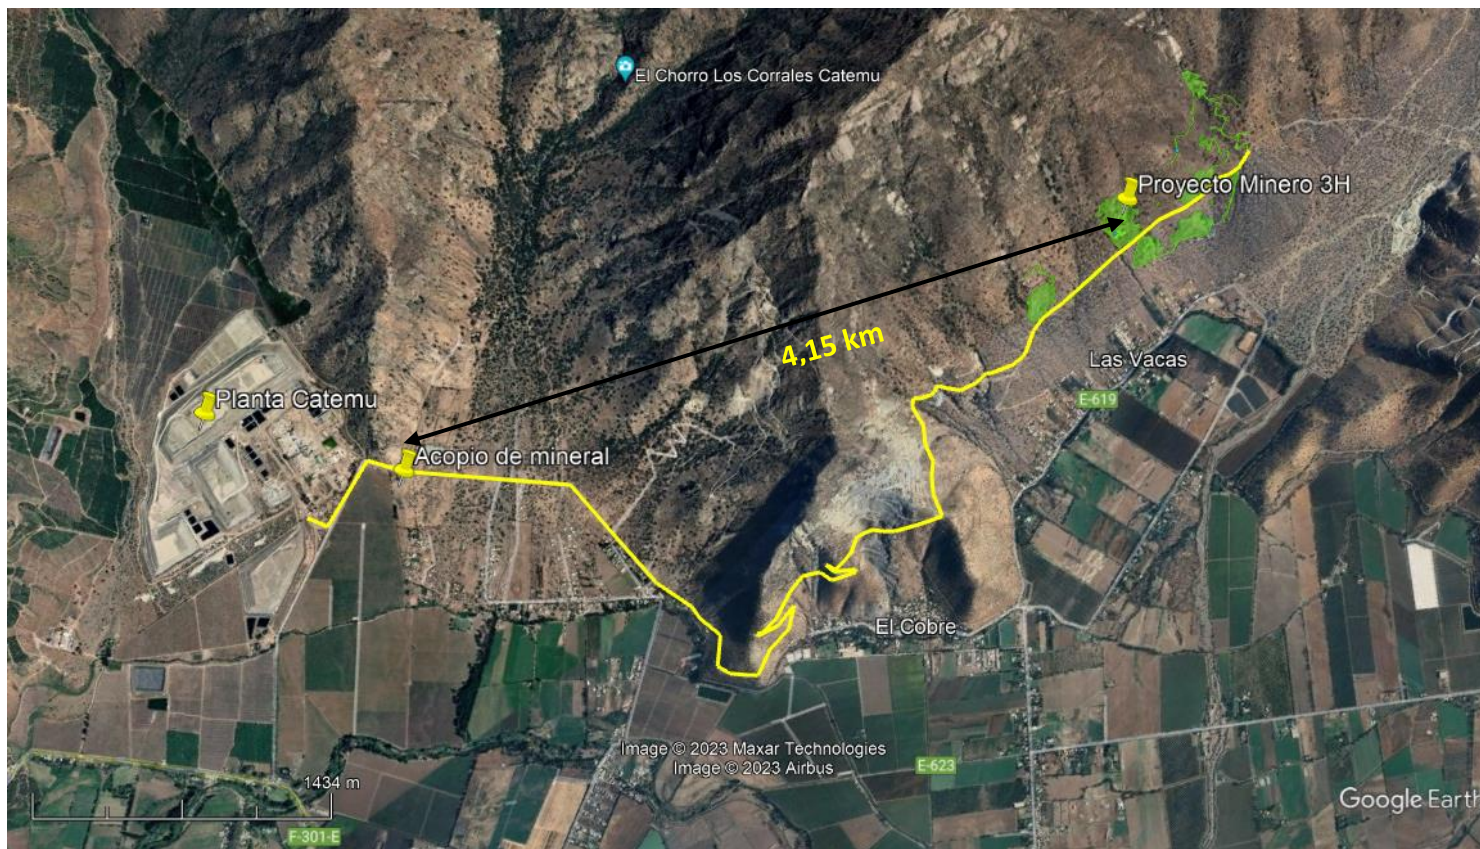 El Chorro Los Corrales Catemu
Proyecto Minero 3H
4,15 km
Las Vacas
E-619
Planta Catemu
Acopio de mineral
El Cobre
Image © 2023 Maxar Technologies
Image © 2023 Airbus
E-623
1434 m
Google Earth
F-301-E